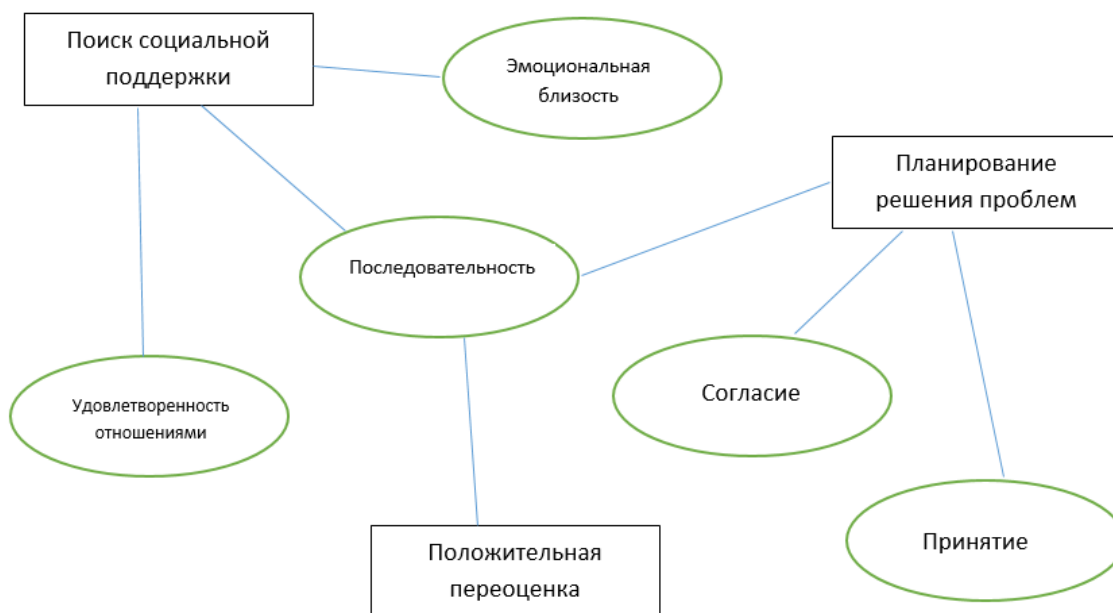 Поиск социальной
поддержки
Эмоциональная
близость
Планирование
решения проблем
Последовательность
Согласие
Удовлетворенность
отношениями
Принятие
Положительная
переоценка